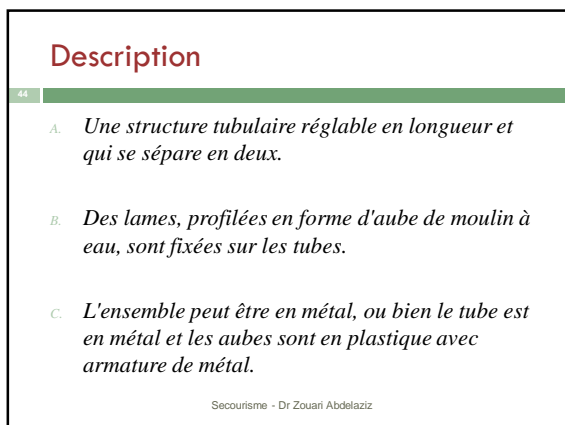 Description
44
A. Une structure tubulaire réglable en longueur et
qui se sépare en deux.
B. Des lames, profilées en forme d'aube de moulin à
eau, sont fixées sur les tubes.
C. L'ensemble peut être en métal, ou bien le tube est
en métal et les aubes sont en plastique avec
armature de métal.
Secourisme - Dr Zouari Abdelaziz